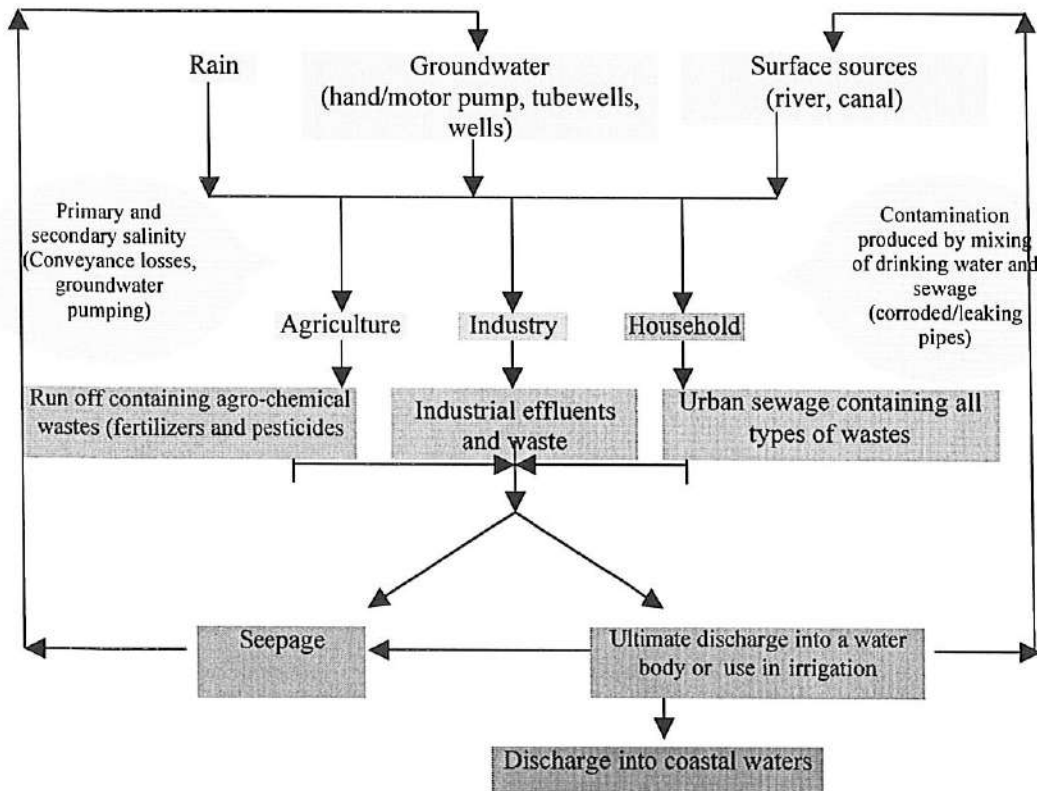 Rain
Groundwater
(hand/motor pump, tubewells,
wells)
Surface sources
(river, canal)
Primary and
secondary salinity
(Conveyance losses,
groundwater
pumping)
Contamination
produced by mixing
of drinking water and
sewage
(corroded/leaking
pipes)
Agriculture
Industry
Household
Run off containing agro-chemical
wastes (fertilizers and pesticides
Industrial effluents
and waste
Urban sewage containing all
types of wastes
Seepage
Ultimate discharge into a water
body or use in irrigation
Discharge into coastal waters